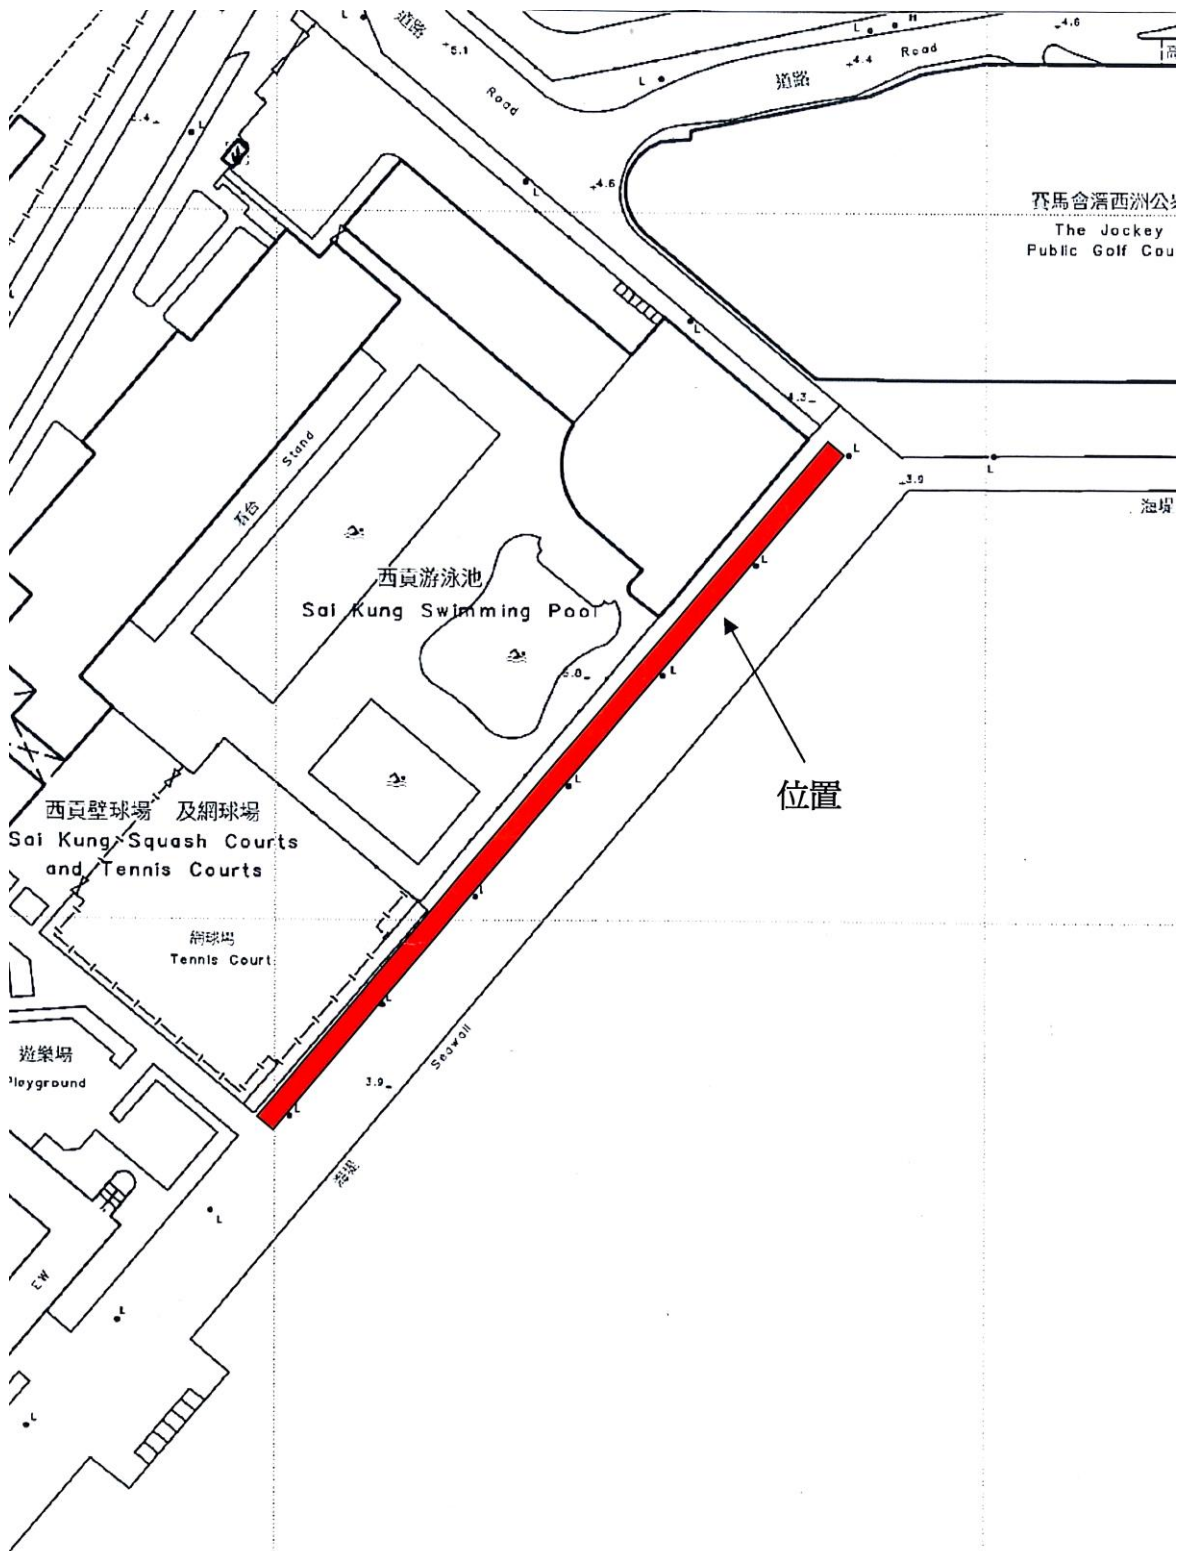 L
道路
H
+4.6
+5.1
L
Road
+4.4
道路
L
Road
L
+4.6
L
賽馬會滘西洲公
The Jockey
Public Golf Cou
L
4.3
L
L
+3.9
海堤
Stand
石台
L
西貢游泳池
Sai Kung Swimming Pool
L
L
位置
西貢壁球場 及網球場
Sai Kung Squash Courts
and Tennis Courts
L
網球場
Tennis Court
L
Seawall
遊樂場
Playground
3.9
L
海堤
L
EW
L
L